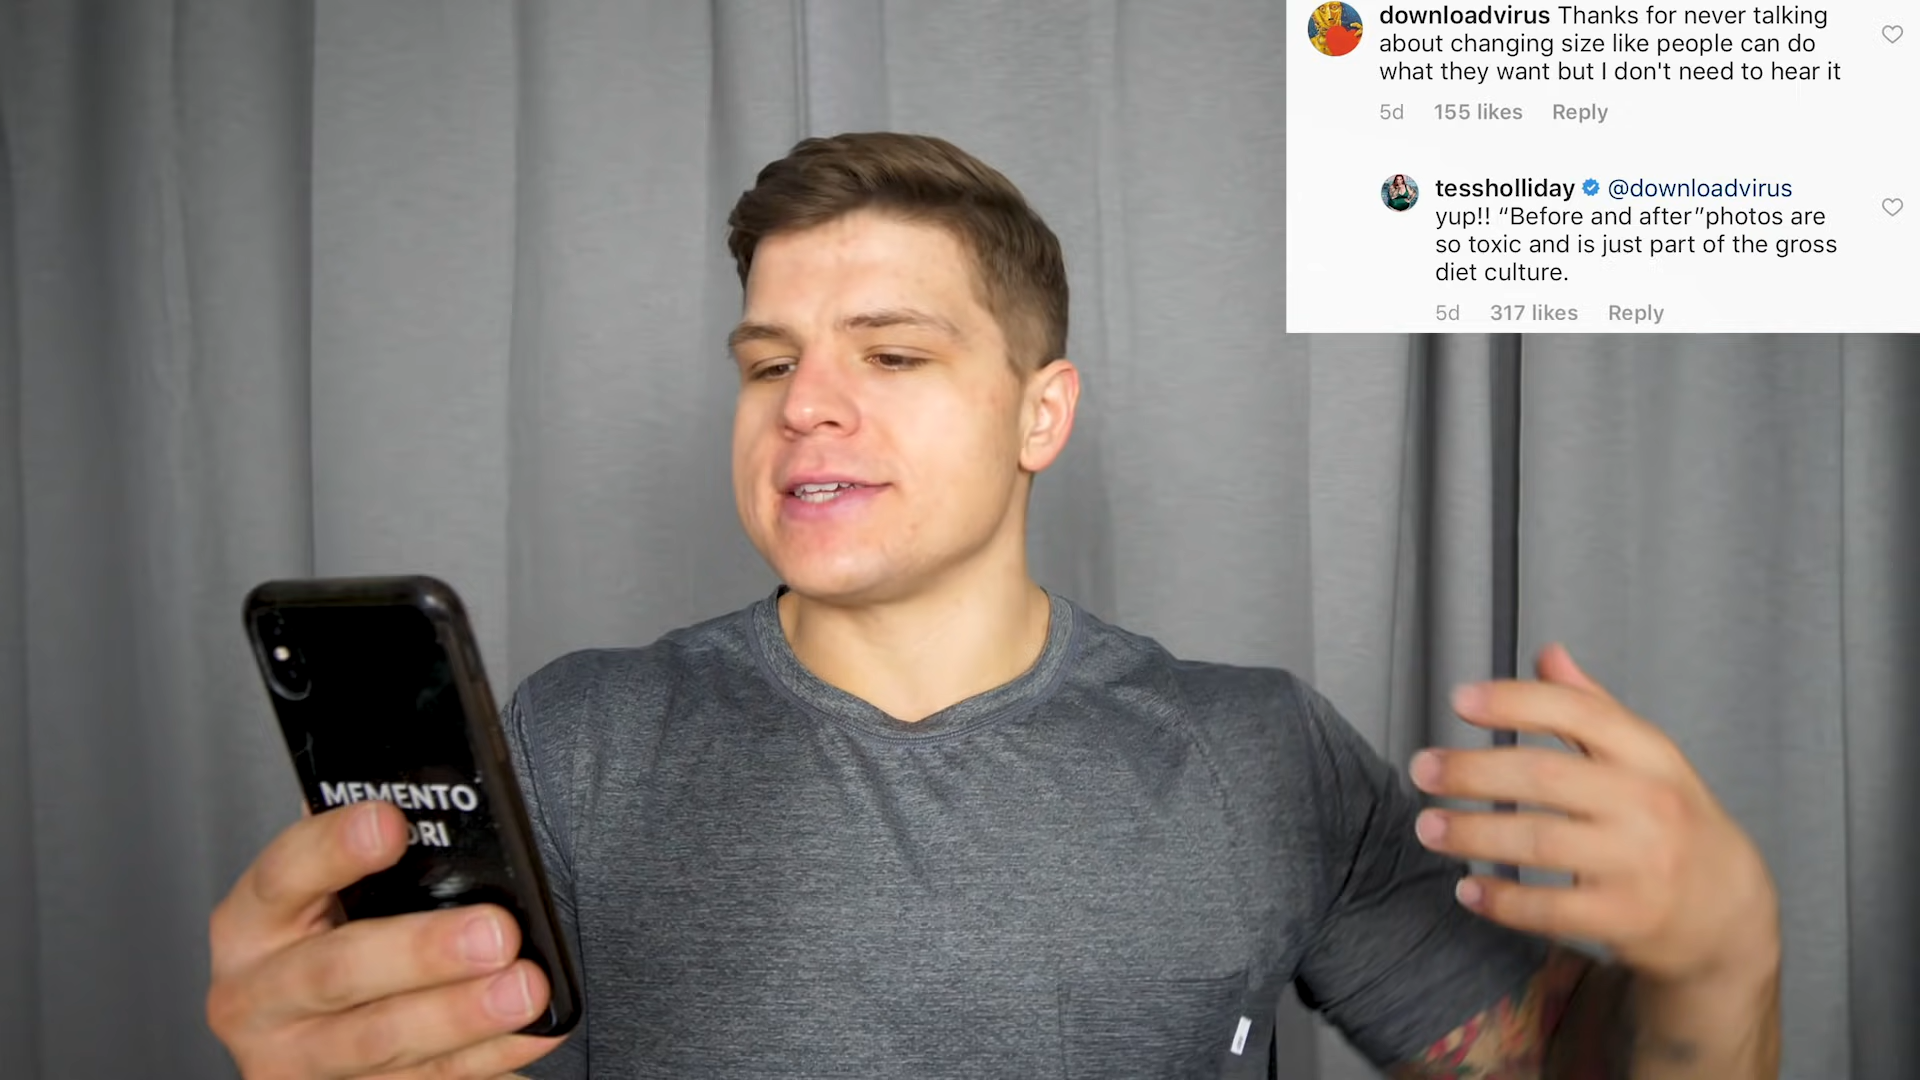 downloadvirus Thanks for never talking
about changing size like people can do
what they want but I don't need to hear it
5d 155 likes Reply
tessholliday @downloadvirus
yup!! “Before and after”photos are
so toxic and is just part of the gross
diet culture.
5d 317 likes Reply
MEMENTO
ORI